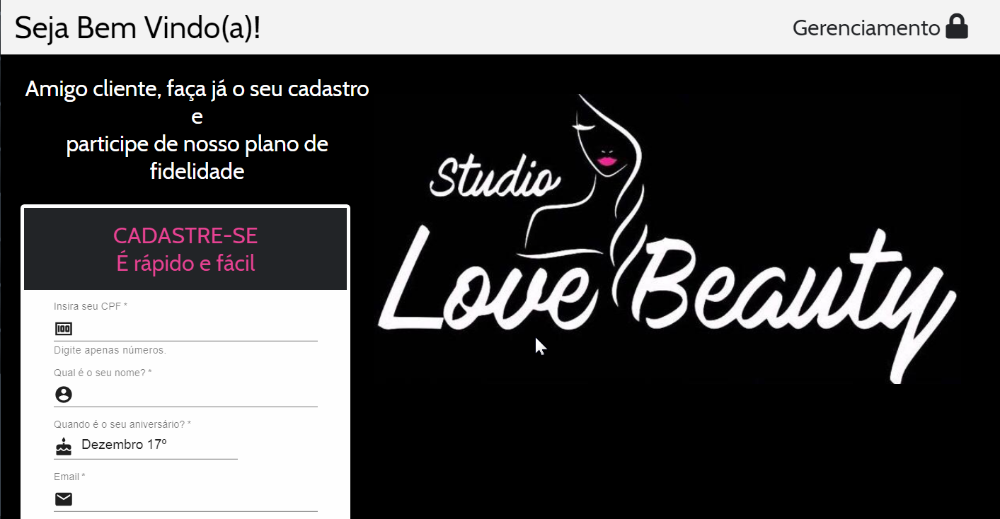 Seja Bem Vindo(a)!
Gerenciamento
Amigo cliente, faça já o seu cadastro
e
participe de nosso plano de
fidelidade
Studio
Love Beauty
CADASTRE-SE
É rápido e fácil
Insira seu CPF *
100
Digite apenas números.
Qual é o seu nome? *
Quando é o seu aniversário? *
Dezembro 17º
Email *